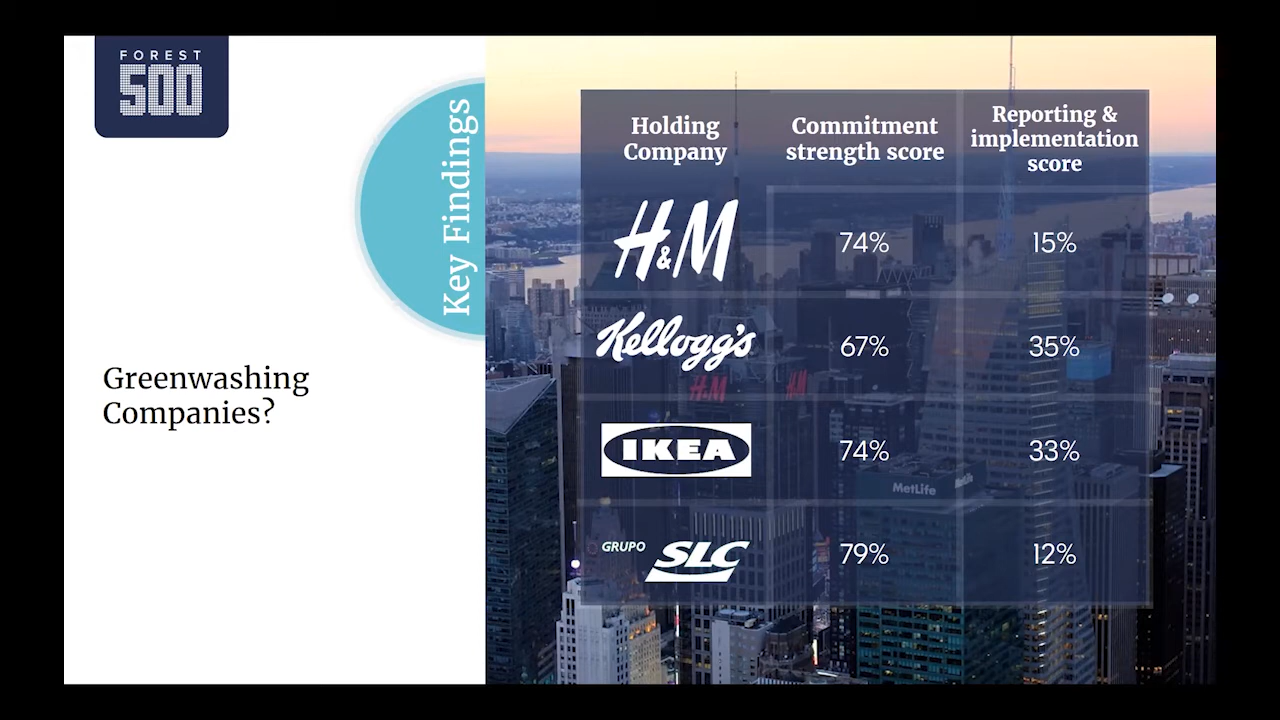 FOREST
500
Key Findings
Greenwashing
Companies?
Holding
Company
Commitment
strength score
Reporting &
implementation
score
H&M
74%
15%
Kellogg's
67%
35%
H&M
H&M
IKEA
74%
33%
MetLife
GRUPO SLC
79%
12%